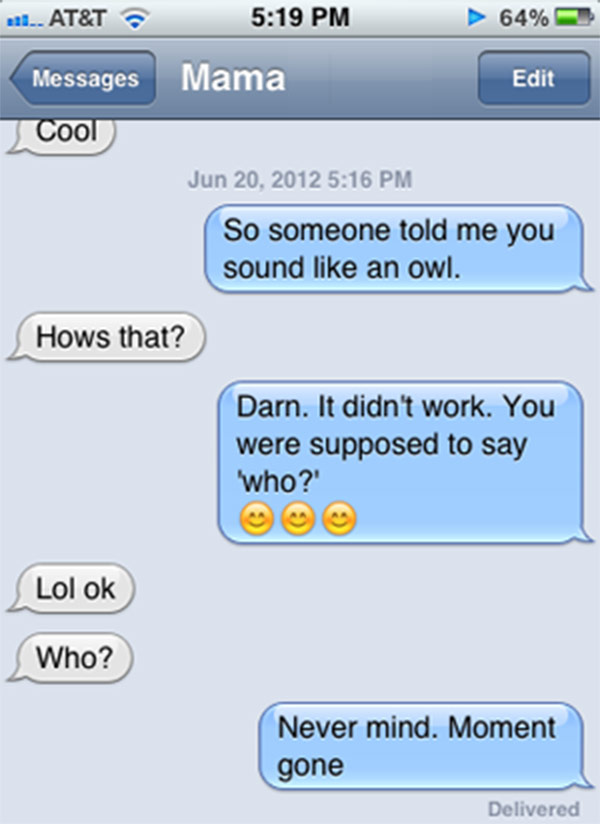 AT&T 5:19 PM 64%
Messages Mama Edit
Cool
Jun 20, 2012 5:16 PM
So someone told me you
sound like an owl.
Hows that?
Darn. It didn't work. You
were supposed to say
'who?'
😊😊😊
Lol ok
Who?
Never mind. Moment
gone
Delivered